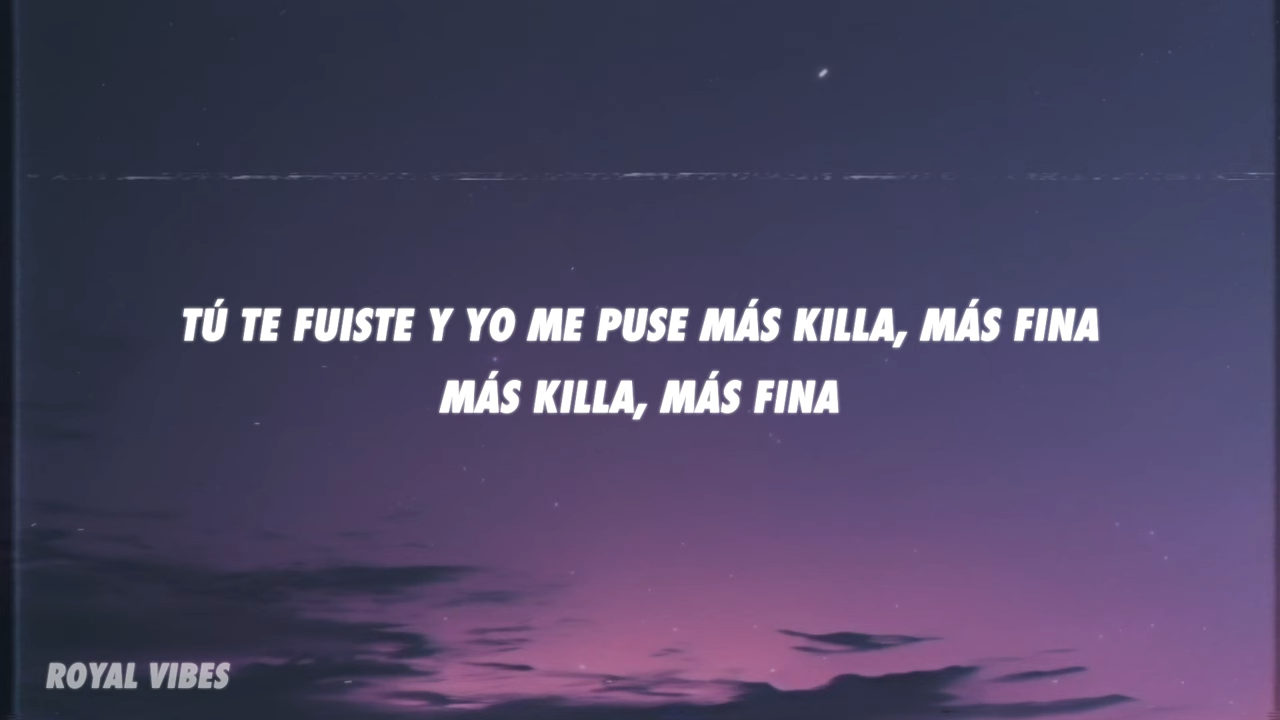 TÚ TE FUISTE Y YO ME PUSE MÁS KILLA, MÁS FINA
MÁS KILLA, MÁS FINA
ROYAL VIBES